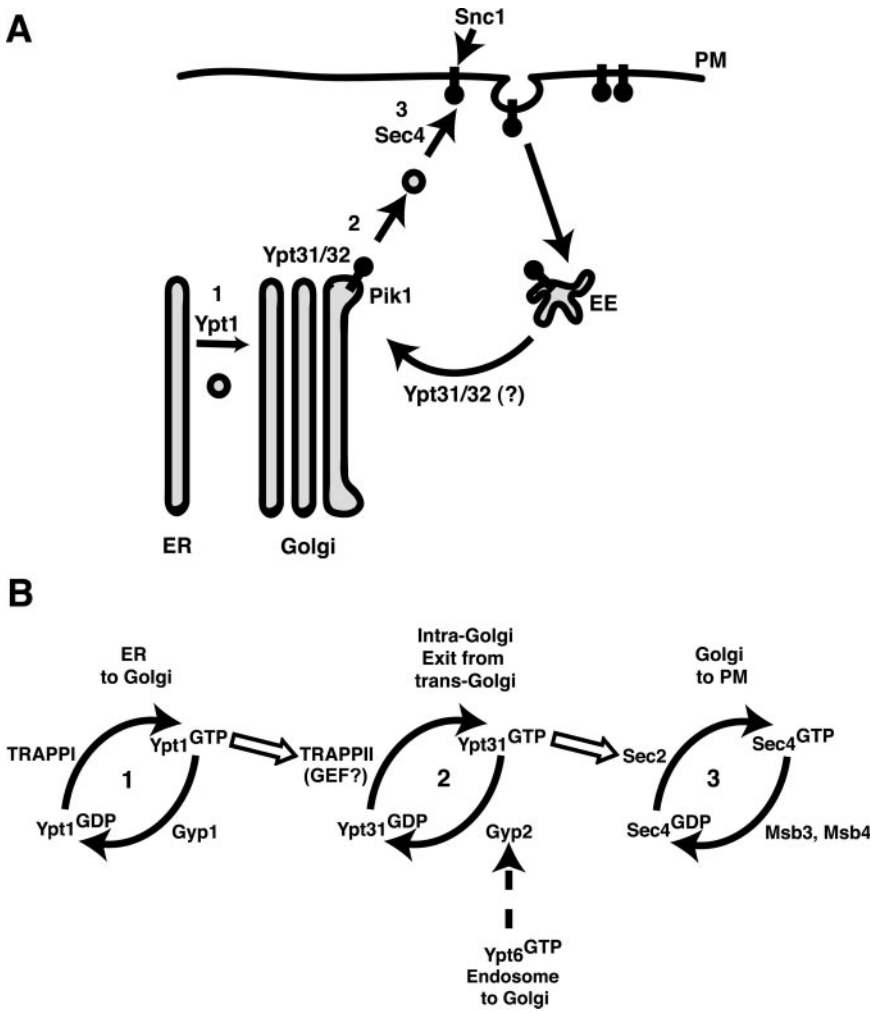 A
Snc1
PM
3
Sec4
2
Ypt31/32
Pik1
1
Ypt1
EE
Ypt31/32 (?)
ER
Golgi
B
ER
to Golgi
Intra-Golgi
Exit from
trans-Golgi
Golgi
to PM
TRAPPI
Ypt1GTP
1
Ypt1GDP
Gyp1
TRAPPII
(GEF?)
Ypt31GTP
2
Ypt31GDP
Gyp2
Sec2
Sec4GTP
3
Sec4GDP
Msb3, Msb4
Ypt6GTP
Endosome
to Golgi